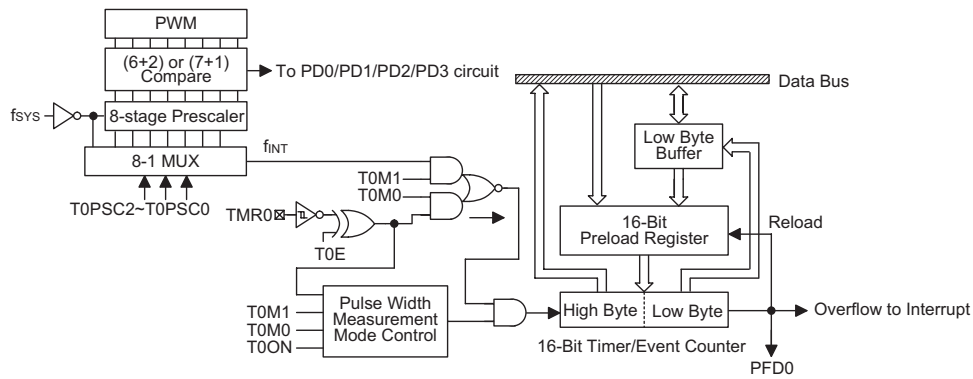 PWM
(6+2) or (7+1)
Compare
To PD0/PD1/PD2/PD3 circuit
fSYS
8-stage Prescaler
8-1 MUX
fINT
T0PSC2~T0PSC0
T0M1
T0M0
TMR0
T0E
T0M1
T0M0
T0ON
Pulse Width
Measurement
Mode Control
Data Bus
Low Byte
Buffer
16-Bit
Preload Register
Reload
High Byte
Low Byte
Overflow to Interrupt
16-Bit Timer/Event Counter
PFD0